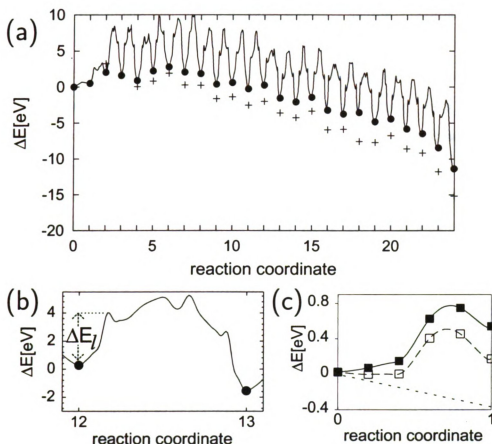 (a)
10
5
0
-5
-10
-15
ΔE[eV]
0 5 10 15 20
reaction coordinate
(b)
4
2
0
-2
ΔE[eV]
ΔE_l
12 13
reaction coordinate
(c)
0.8
0.4
0
-0.4
ΔE[eV]
0 1
reaction coordinate